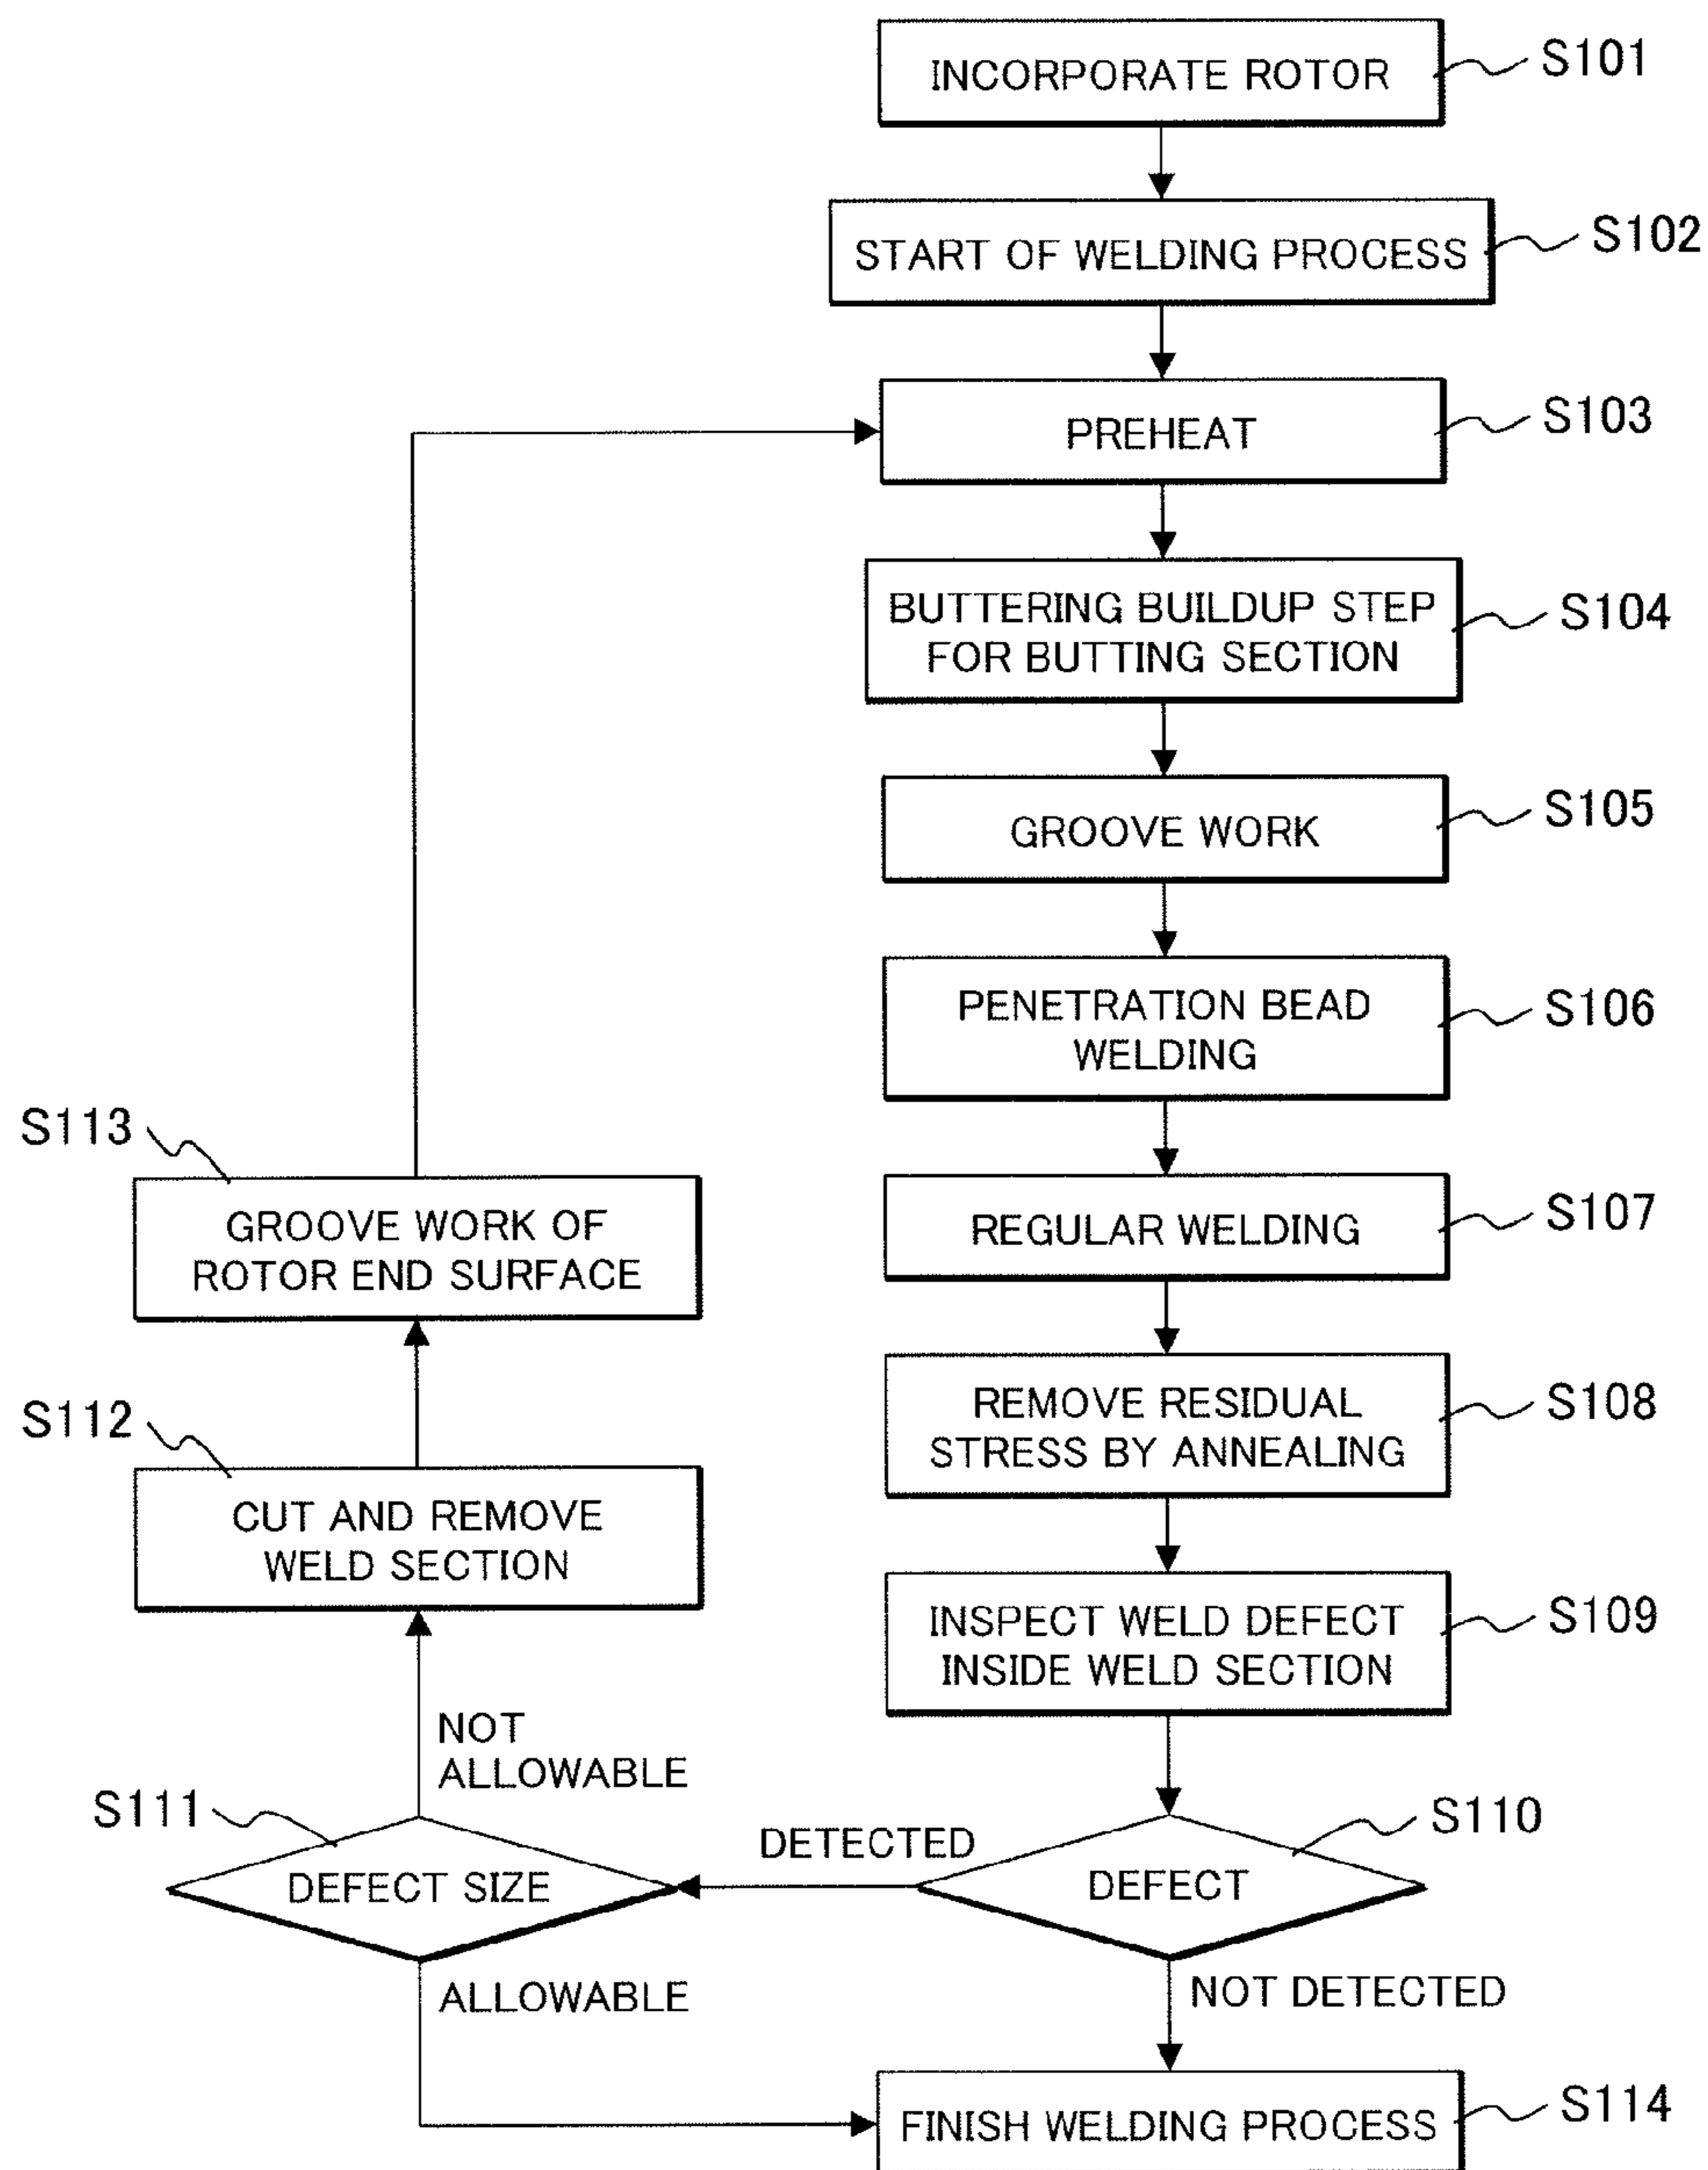 INCORPORATE ROTOR
S101
START OF WELDING PROCESS
S102
PREHEAT
S103
BUTTERING BUILDUP STEP
FOR BUTTING SECTION
S104
GROOVE WORK
S105
PENETRATION BEAD
WELDING
S106
REGULAR WELDING
S107
REMOVE RESIDUAL
STRESS BY ANNEALING
S108
INSPECT WELD DEFECT
INSIDE WELD SECTION
S109
DEFECT
S110
DETECTED
NOT DETECTED
DEFECT SIZE
S111
NOT
ALLOWABLE
ALLOWABLE
CUT AND REMOVE
WELD SECTION
S112
GROOVE WORK OF
ROTOR END SURFACE
S113
FINISH WELDING PROCESS
S114